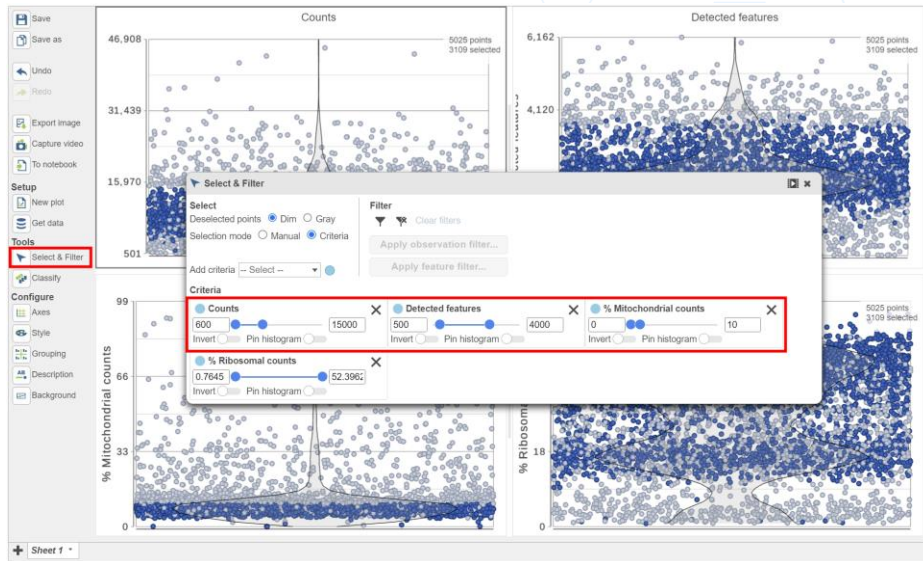 Save
Save as
Undo
Redo
Export image
Capture video
To notebook
Setup
New plot
Get data
Tools
Select & Filter
Classify
Configure
Axes
Style
Grouping
Description
Background
Counts
46,908
31,439
15,970
501
5025 points
3109 selected
Detected features
6,162
4,120
5025 points
3109 selected
Select & Filter
Select
Deselected points Dim Gray
Selection mode Manual Criteria
Add criteria -- Select --
Filter
Clear filters
Apply observation filter...
Apply feature filter...
Criteria
Counts
600 15000
Invert Pin histogram
Detected features
500 4000
Invert Pin histogram
% Mitochondrial counts
0 10
Invert Pin histogram
% Ribosomal counts
0.7645 52.3962
Invert Pin histogram
% Mitochondrial counts
99
66
33
0
% Ribosoma
18
0
5025 points
3109 selected
Sheet 1